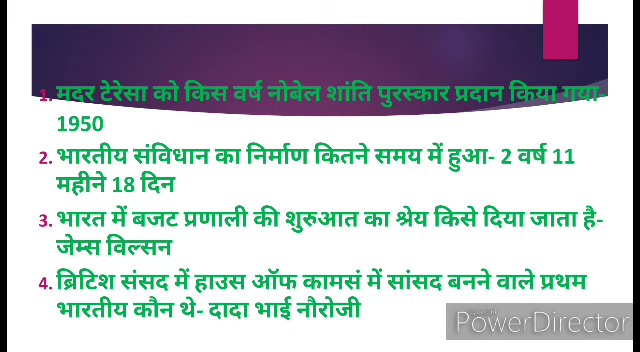 1. मदर टेरेसा को किस वर्ष नोबेल शांति पुरस्कार प्रदान किया गया-
1950
2. भारतीय संविधान का निर्माण कितने समय में हुआ- 2 वर्ष 11
महीने 18 दिन
3. भारत में बजट प्रणाली की शुरुआत का श्रेय किसे दिया जाता है-
जेम्स विल्सन
4. ब्रिटिश संसद में हाउस ऑफ कामसं में सांसद बनने वाले प्रथम
भारतीय कौन थे- दादा भाई नौरोजी
PowerDirector